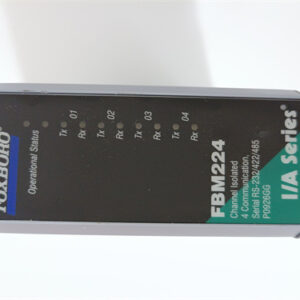 FOXBORO
Operational Status
01
Tx
Rx
02
Tx
Rx
03
Tx
Rx
04
Tx
Rx
FBM224
Channel Isolated
4 Communication,
Serial RS-232/422/485
P0926GG
I/A Series